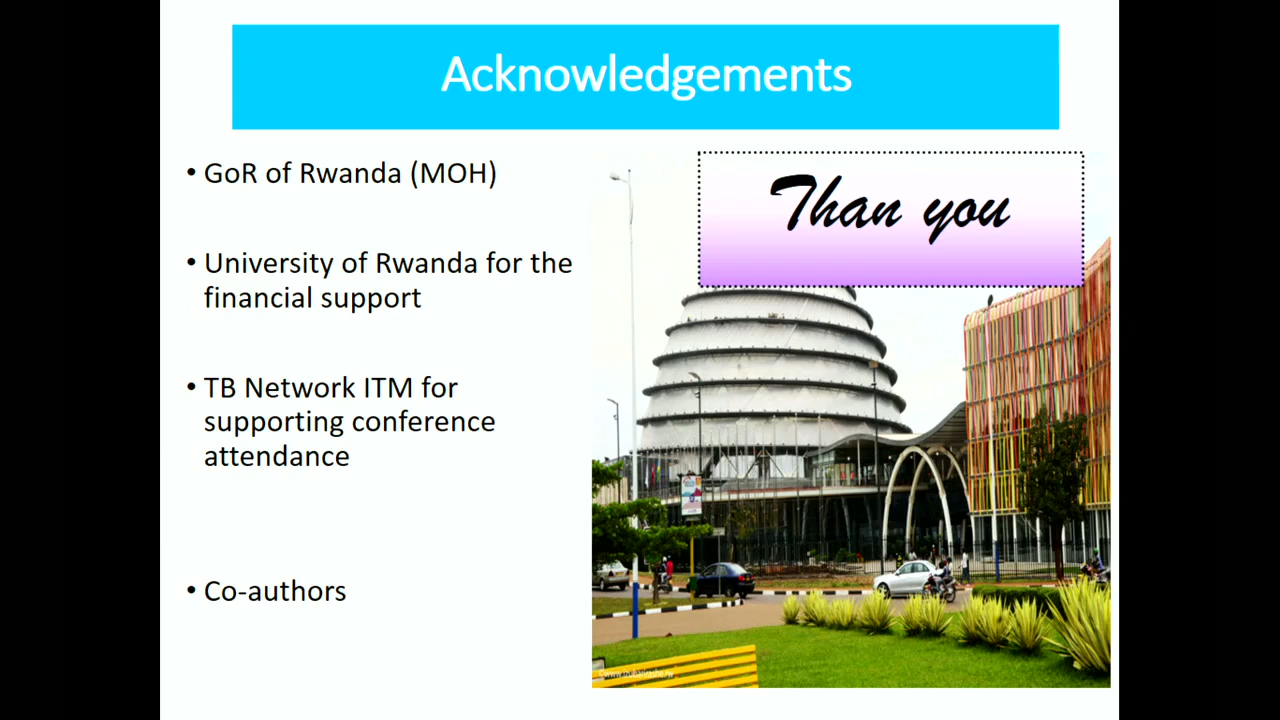 Acknowledgements
• GoR of Rwanda (MOH)
• University of Rwanda for the
financial support
• TB Network ITM for
supporting conference
attendance
• Co-authors
Than you